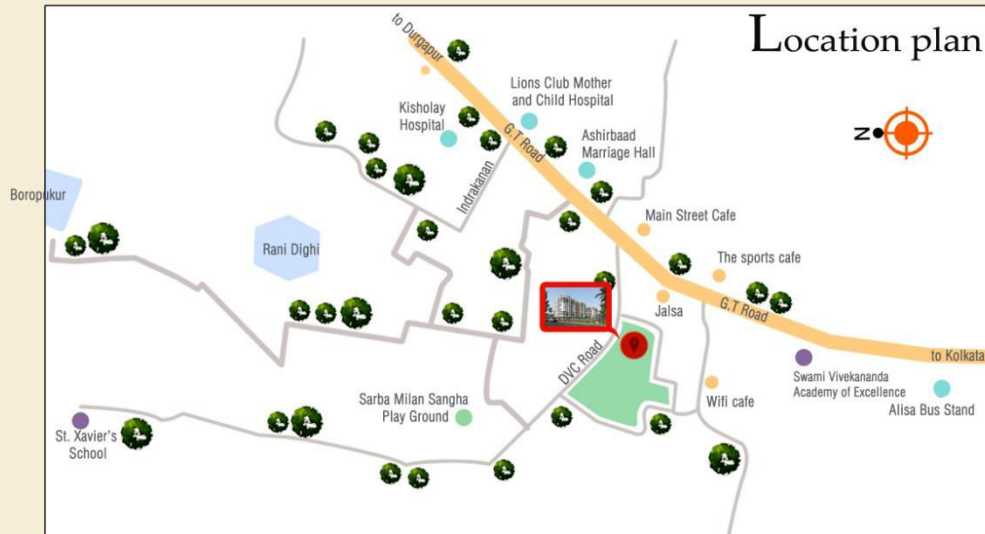 Location plan
to Durgapur
Lions Club Mother
and Child Hospital
Kisholay
Hospital
G.T Road
Ashirbaad
Marriage Hall
N
Indrakanan
Boropukur
Rani Dighi
Main Street Cafe
The sports cafe
Jalsa
G.T Road
DVC Road
to Kolkata
Swami Vivekananda
Academy of Excellence
Alisa Bus Stand
Wifi cafe
Sarba Milan Sangha
Play Ground
St. Xavier's
School